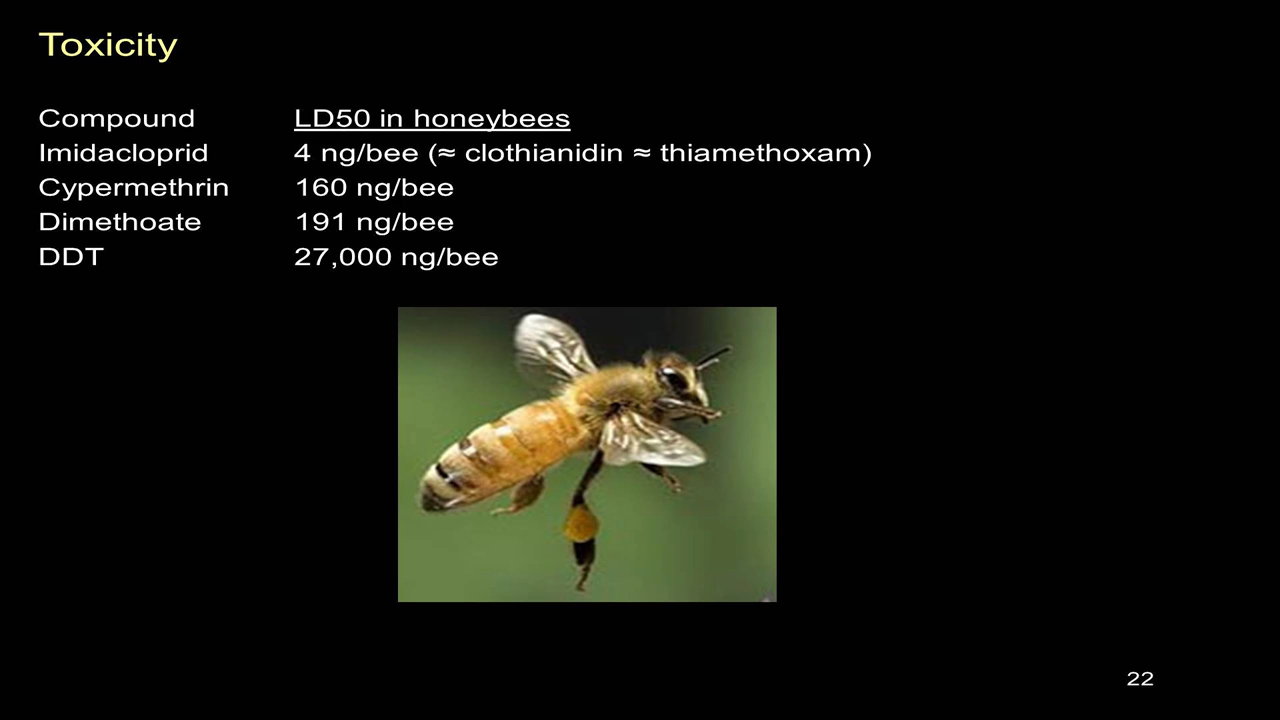 Toxicity
Compound LD50 in honeybees
Imidacloprid 4 ng/bee (≈ clothianidin ≈ thiamethoxam)
Cypermethrin 160 ng/bee
Dimethoate 191 ng/bee
DDT 27,000 ng/bee
22